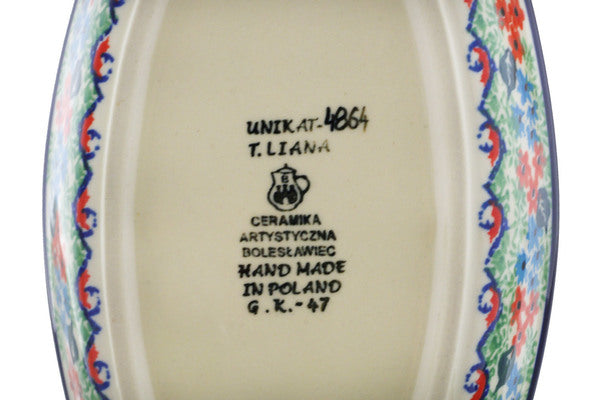 UNIKAT-4864
T. LIANA
CERAMIKA
ARTYSTYCZNA
BOLESŁAWIEC
HAND MADE
IN POLAND
G.K.-47